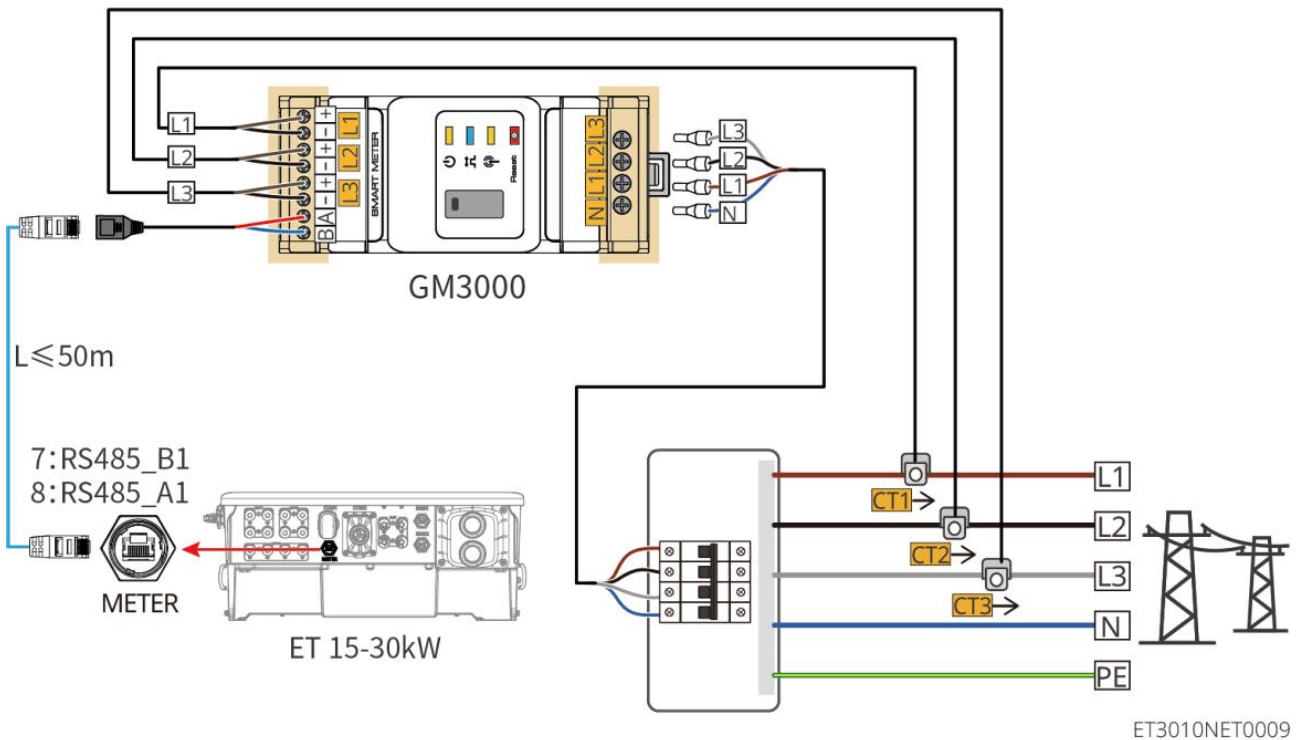 L1
L2
L3
+
-
+
-
+
-
A
B
L1
L2
L3
SMART METER
Reset
L3
L2
L1
N
L3
L2
L1
N
GM3000
L≤50m
7:RS485_B1
8:RS485_A1
METER
METER
ET 15-30kW
CT1
CT2
CT3
L1
L2
L3
N
PE
ET3010NET0009